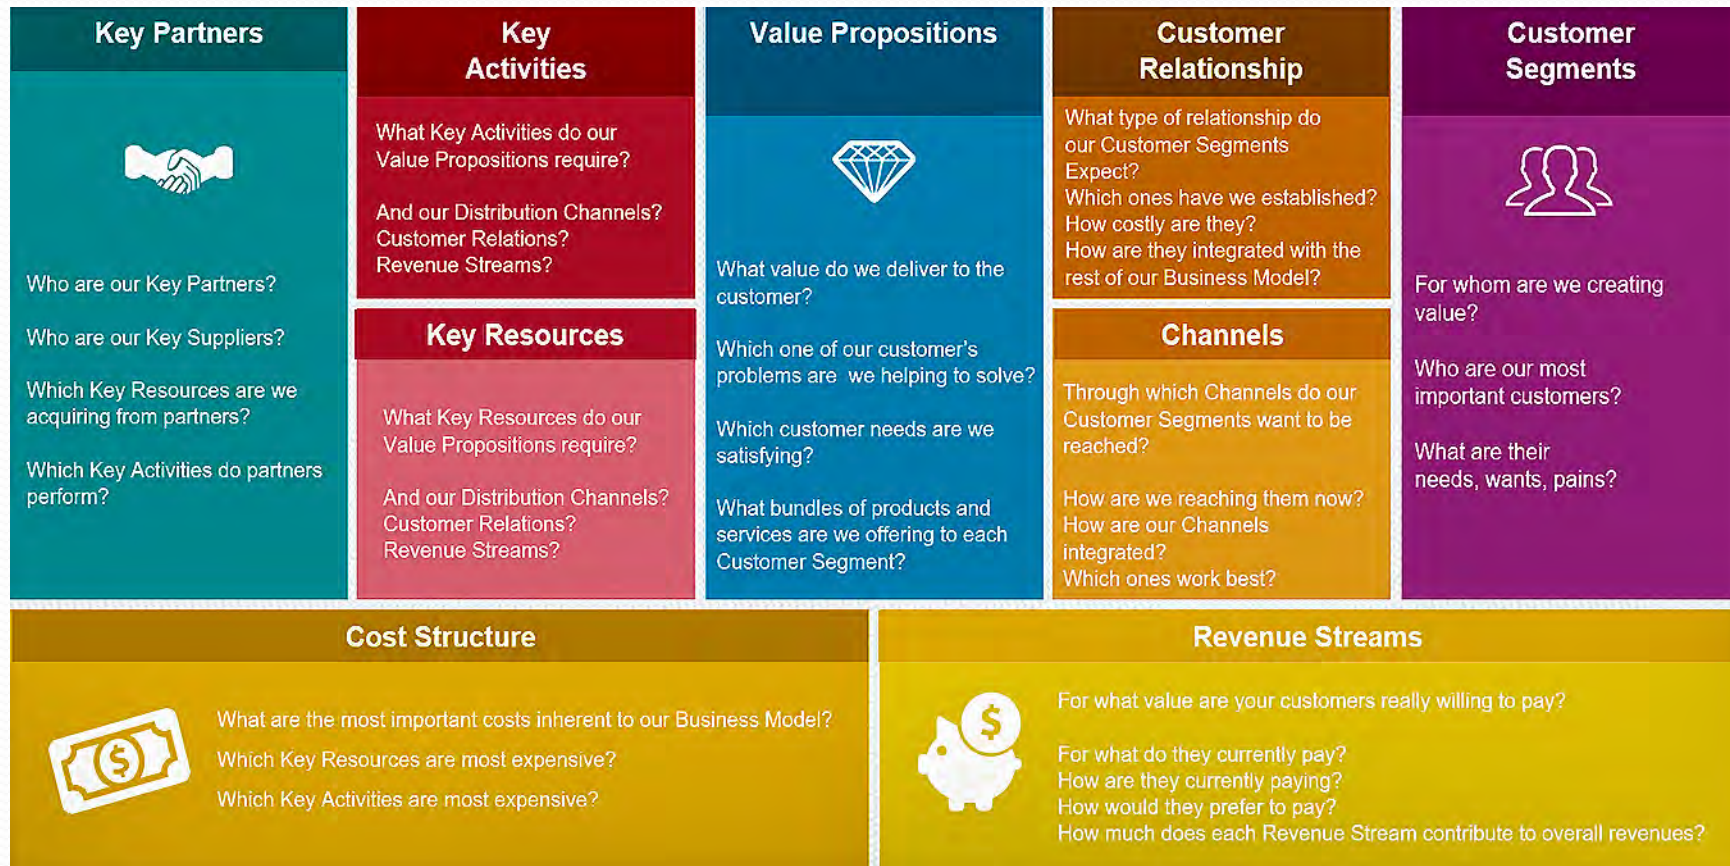 Key Partners
Who are our Key Partners?
Who are our Key Suppliers?
Which Key Resources are we
acquiring from partners?
Which Key Activities do partners
perform?
Key
Activities
What Key Activities do our
Value Propositions require?
And our Distribution Channels?
Customer Relations?
Revenue Streams?
Key Resources
What Key Resources do our
Value Propositions require?
And our Distribution Channels?
Customer Relations?
Revenue Streams?
Value Propositions
What value do we deliver to the
customer?
Which one of our customer's
problems are we helping to solve?
Which customer needs are we
satisfying?
What bundles of products and
services are we offering to each
Customer Segment?
Customer
Relationship
What type of relationship do
our Customer Segments
Expect?
Which ones have we established?
How costly are they?
How are they integrated with the
rest of our Business Model?
Channels
Through which Channels do our
Customer Segments want to be
reached?
How are we reaching them now?
How are our Channels
integrated?
Which ones work best?
Customer
Segments
For whom are we creating
value?
Who are our most
important customers?
What are their
needs, wants, pains?
Cost Structure
$
What are the most important costs inherent to our Business Model?
Which Key Resources are most expensive?
Which Key Activities are most expensive?
Revenue Streams
$
For what value are your customers really willing to pay?
For what do they currently pay?
How are they currently paying?
How would they prefer to pay?
How much does each Revenue Stream contribute to overall revenues?